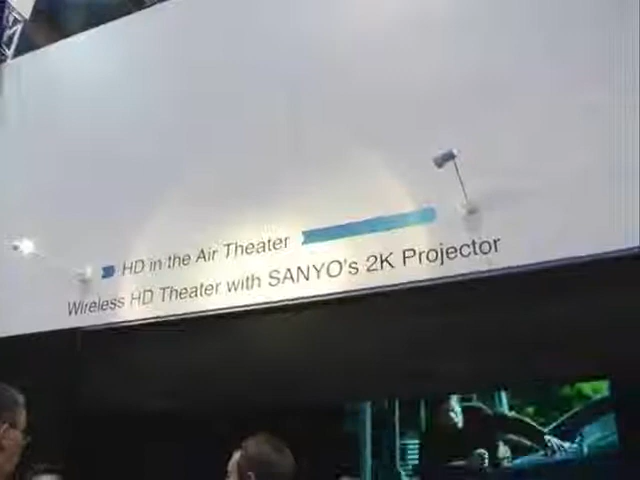 HD in the Air Theater
Wireless HD Theater with SANYO's 2K Projector